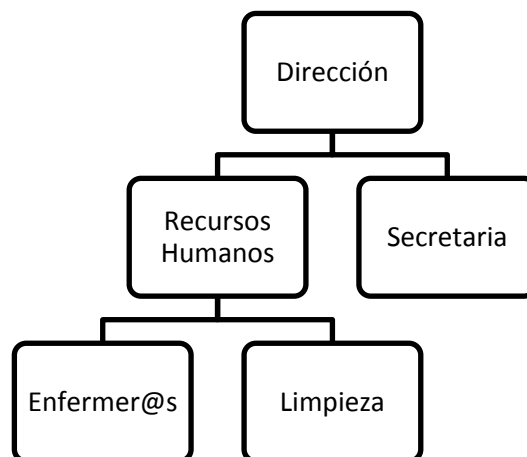 Dirección
Recursos
Humanos
Secretaria
Enfermer@s
Limpieza